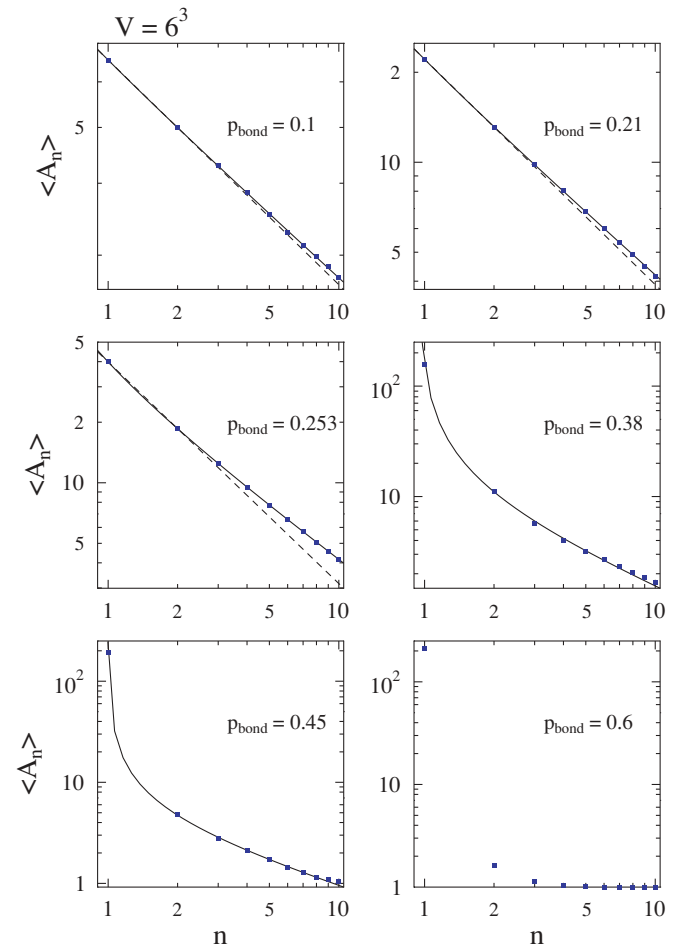 V = 6³
<Aₙ>
5
p_bond = 0.1
1 2 5 10
2
10
5
p_bond = 0.21
1 2 5 10
<Aₙ>
5
2
10
5
p_bond = 0.253
1 2 5 10
10²
10
p_bond = 0.38
1 2 5 10
<Aₙ>
10²
10
1
p_bond = 0.45
1 2 5 10
n
10²
10
1
p_bond = 0.6
1 2 5 10
n